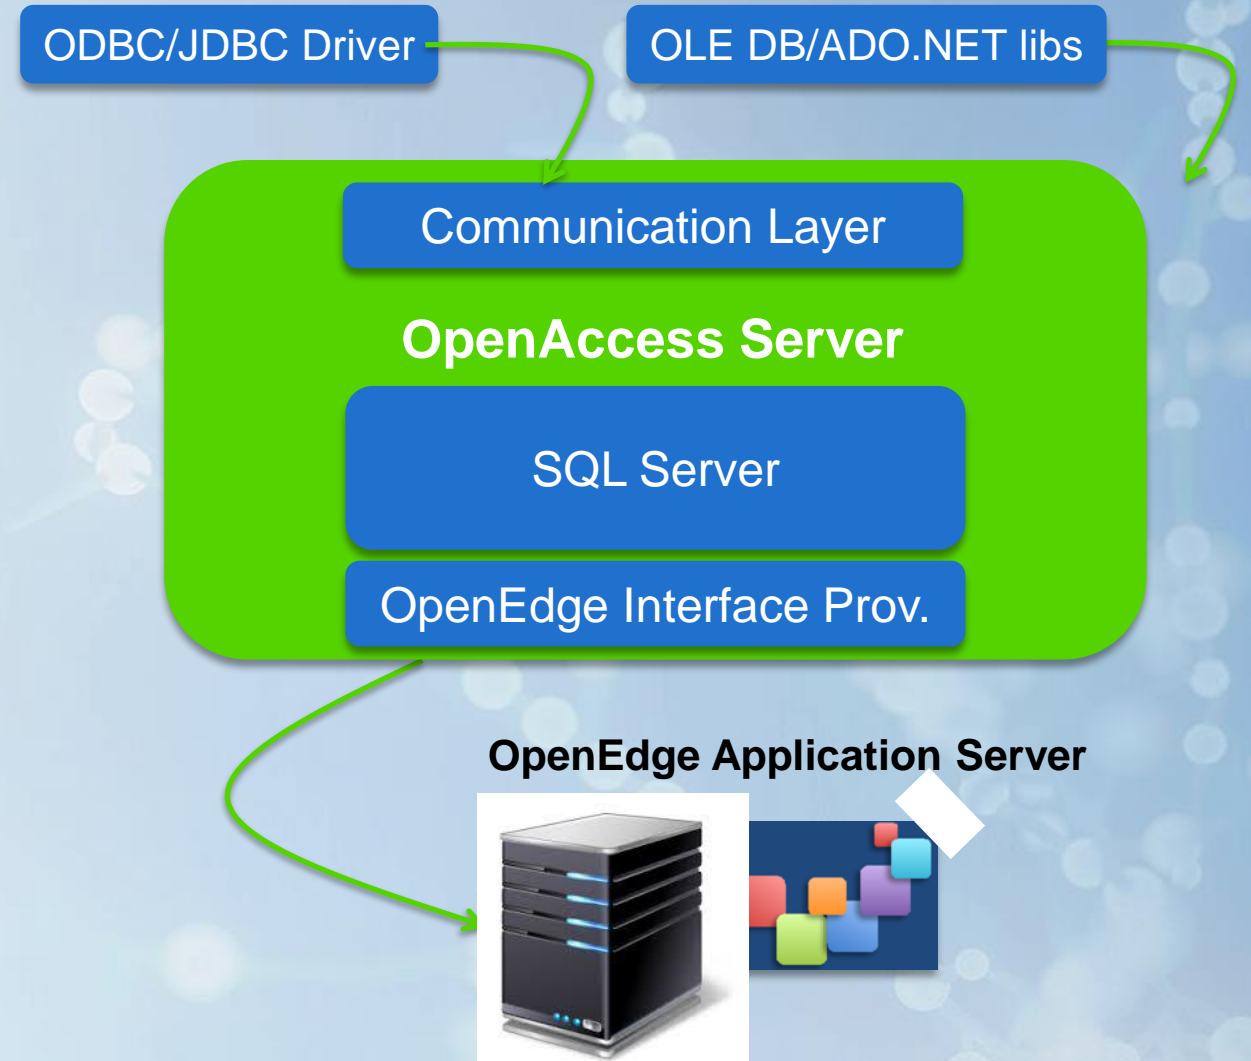 ODBC/JDBC Driver
OLE DB/ADO.NET libs
Communication Layer
OpenAccess Server
SQL Server
OpenEdge Interface Prov.
OpenEdge Application Server